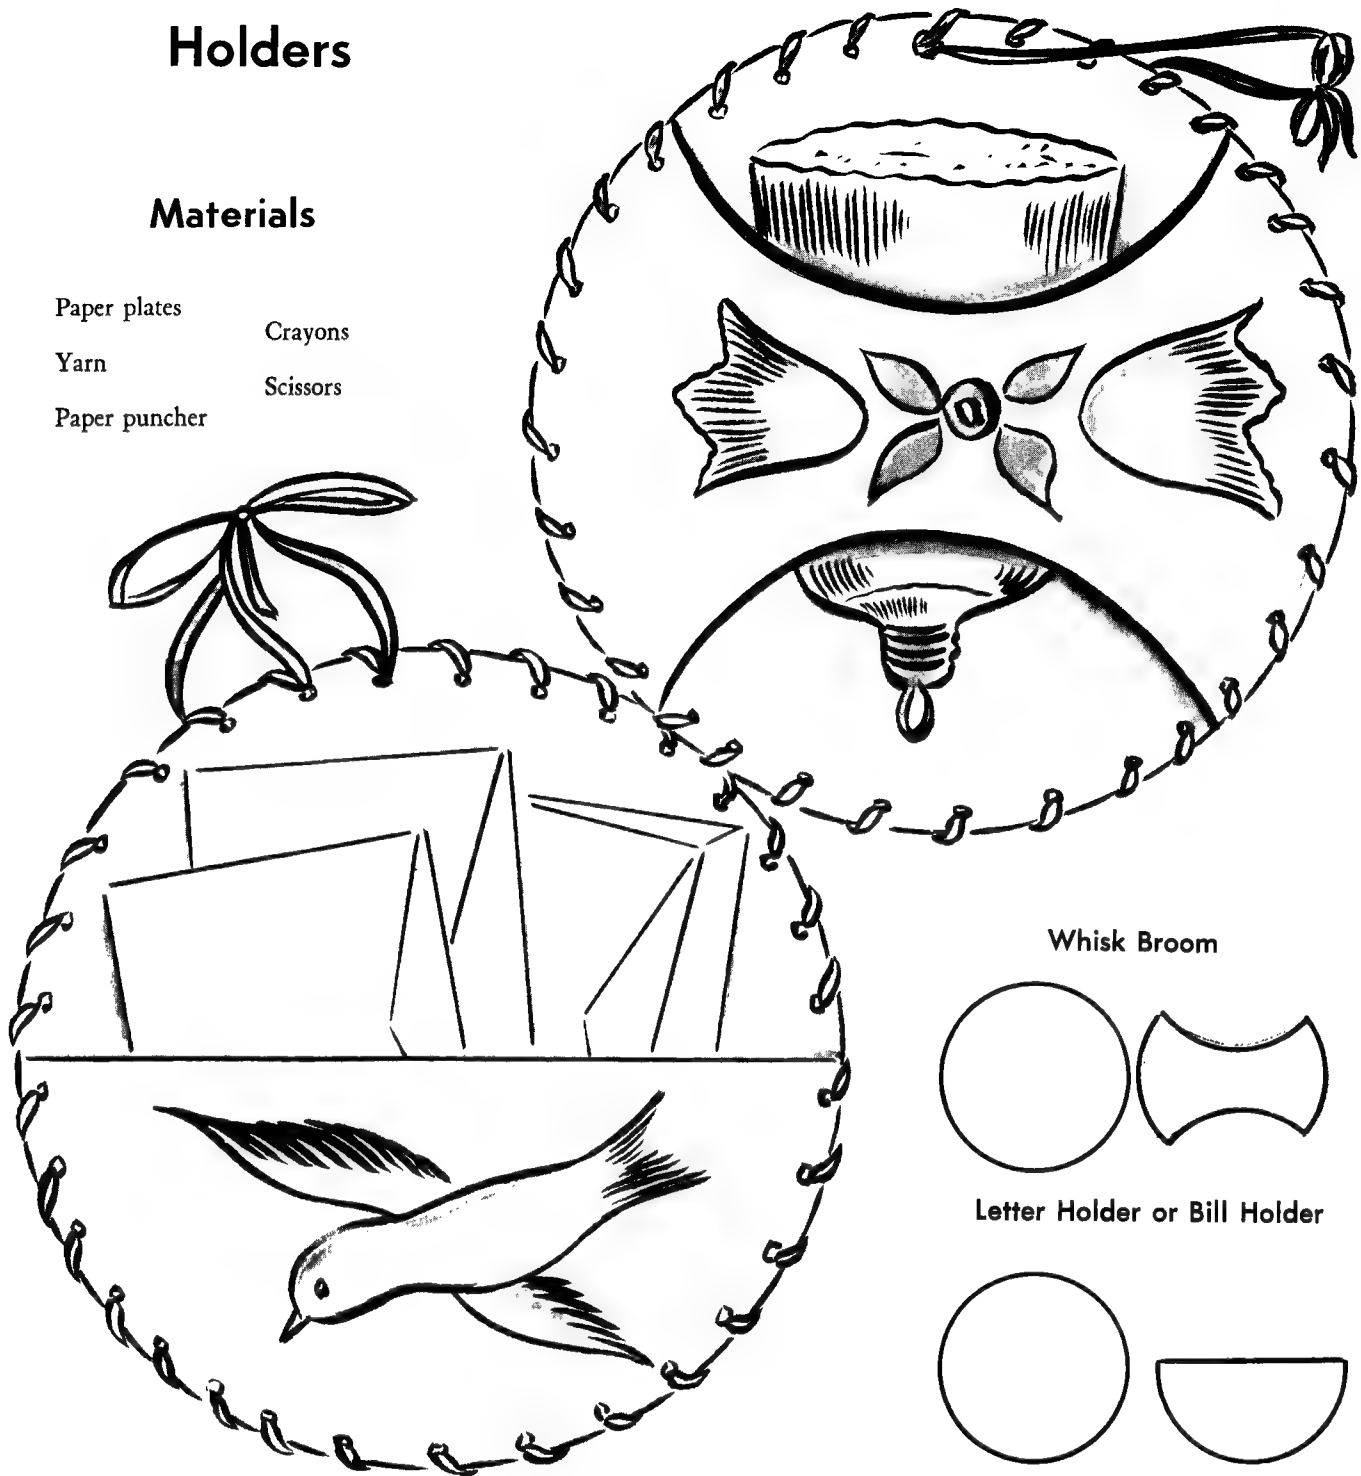 Holders
Materials
Paper plates
Crayons
Yarn
Scissors
Paper puncher
Whisk Broom
Letter Holder or Bill Holder